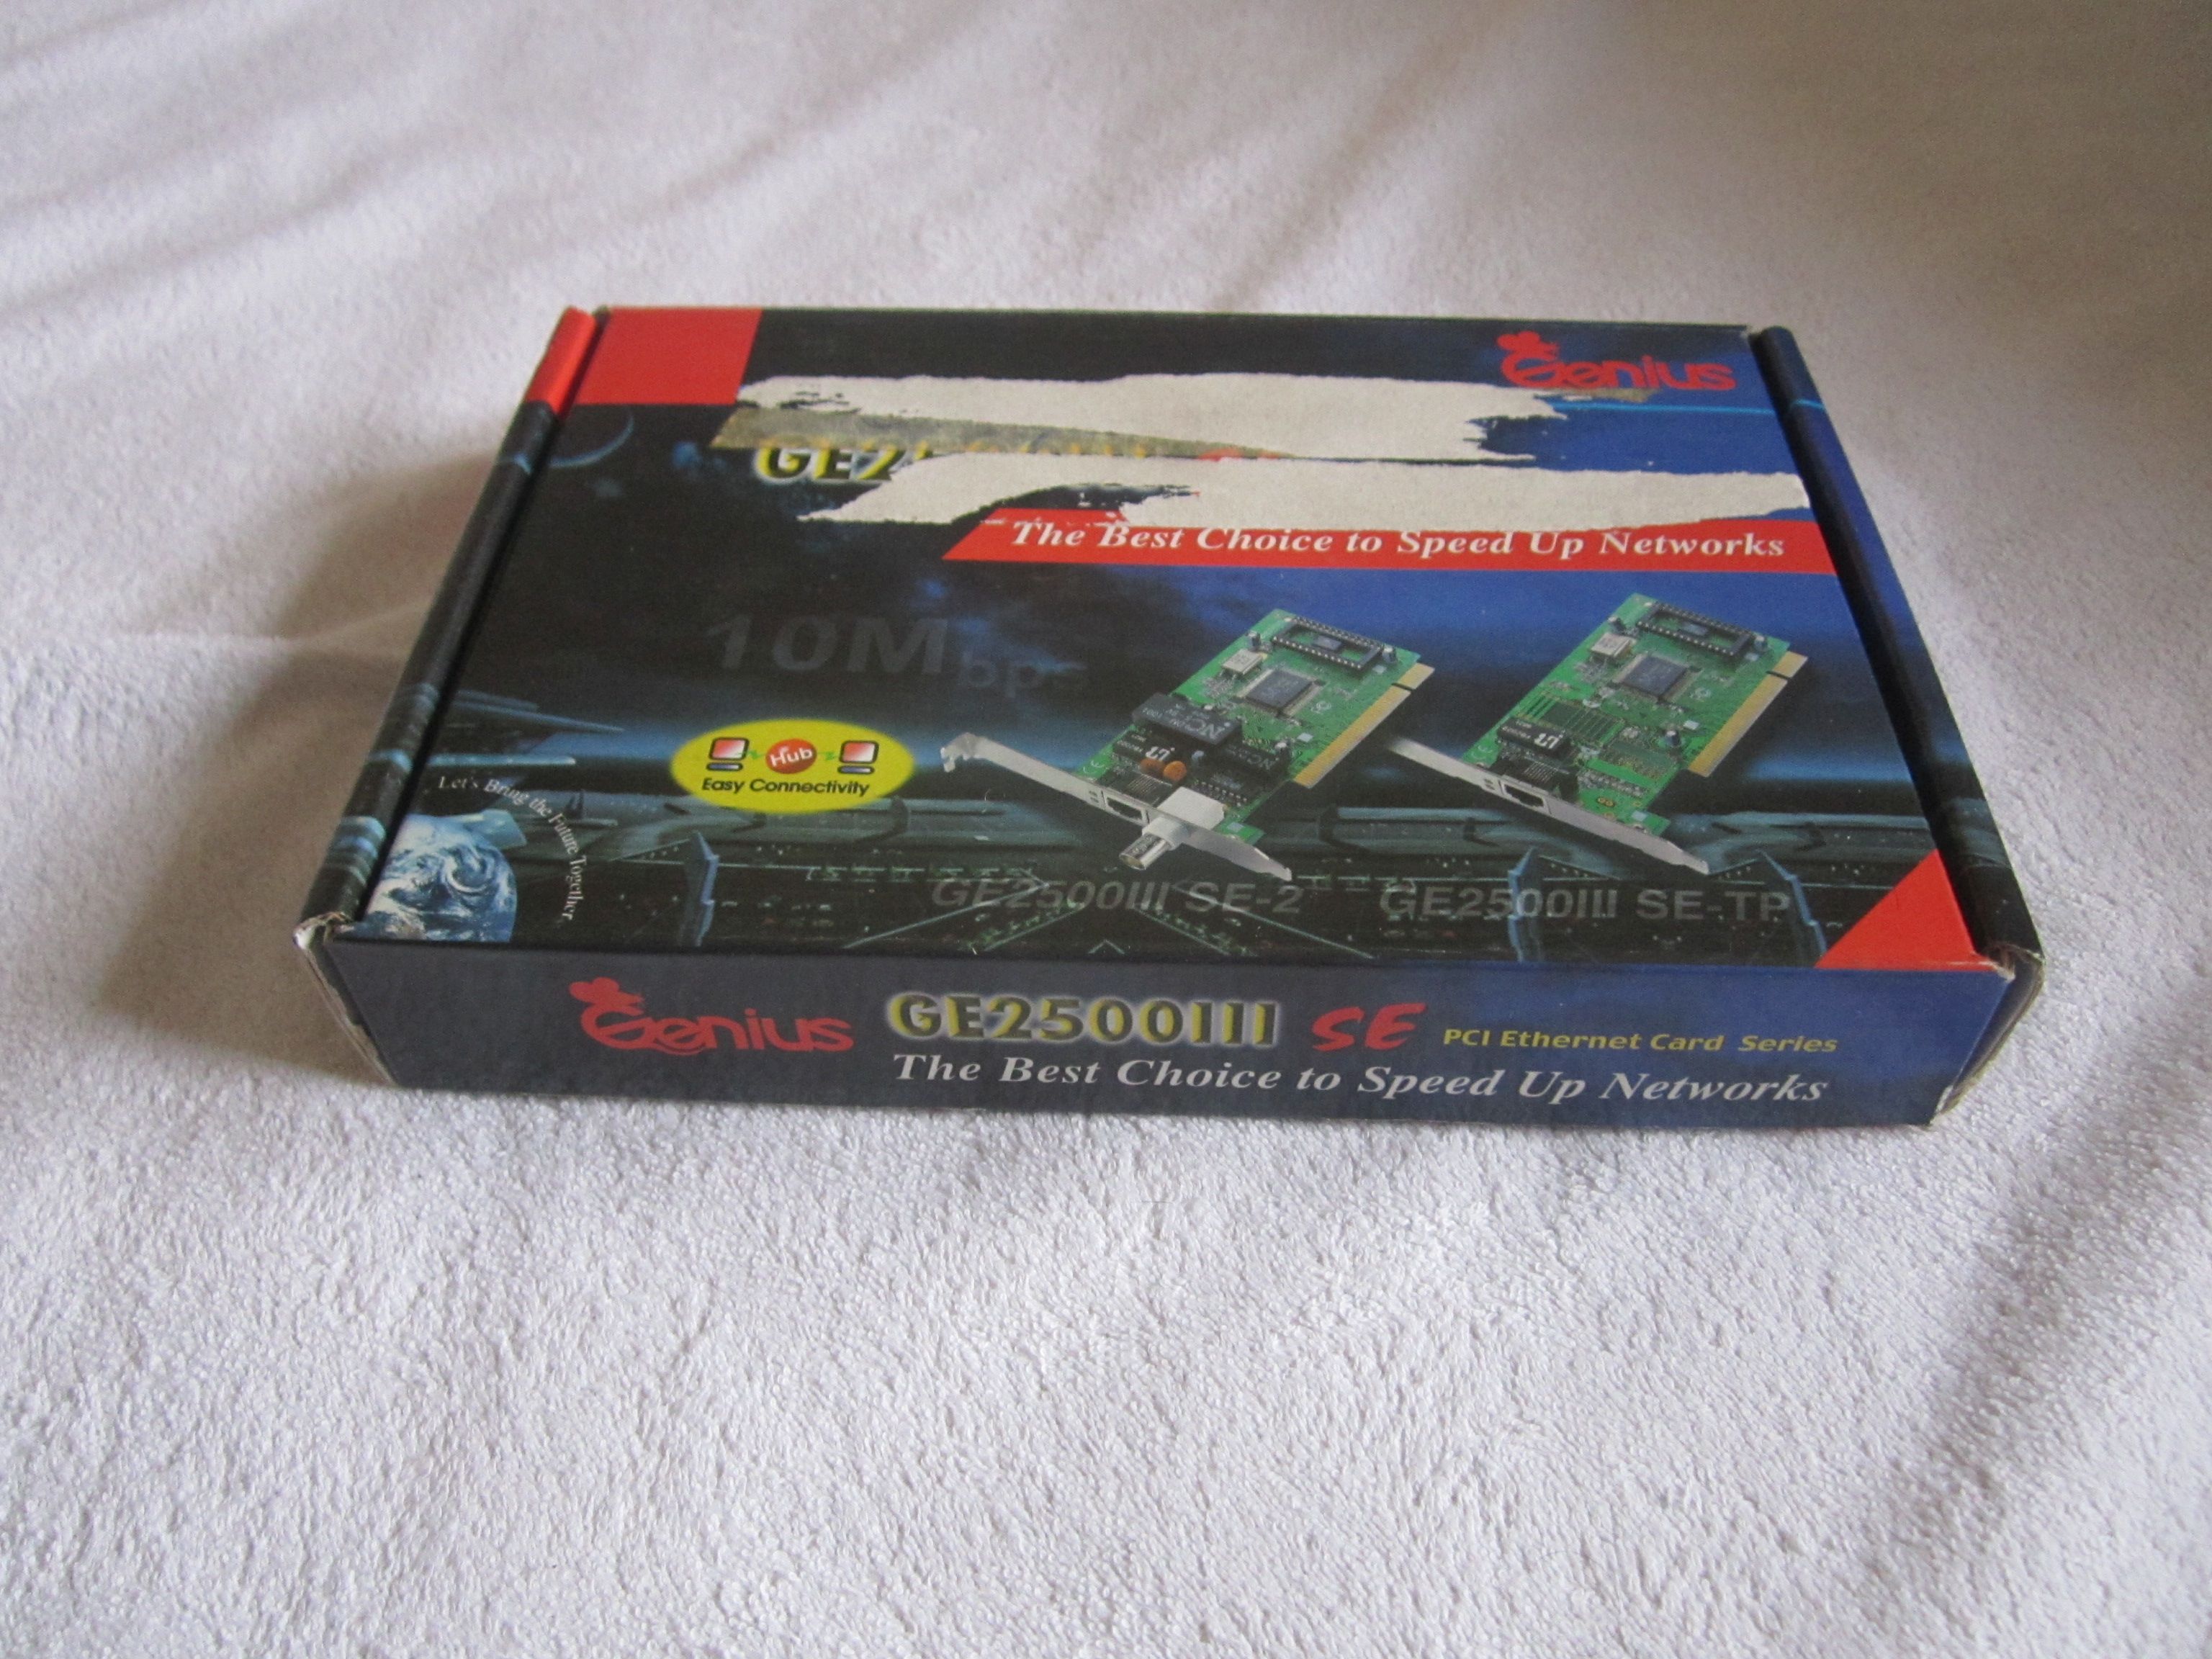 Genius
GE2
The Best Choice to Speed Up Networks
10Mbps
Hub
Easy Connectivity
Let's Bring the Future Together.
GE2500III SE-2
GE2500III SE-TP
Genius GE2500III SE PCI Ethernet Card Series
The Best Choice to Speed Up Networks